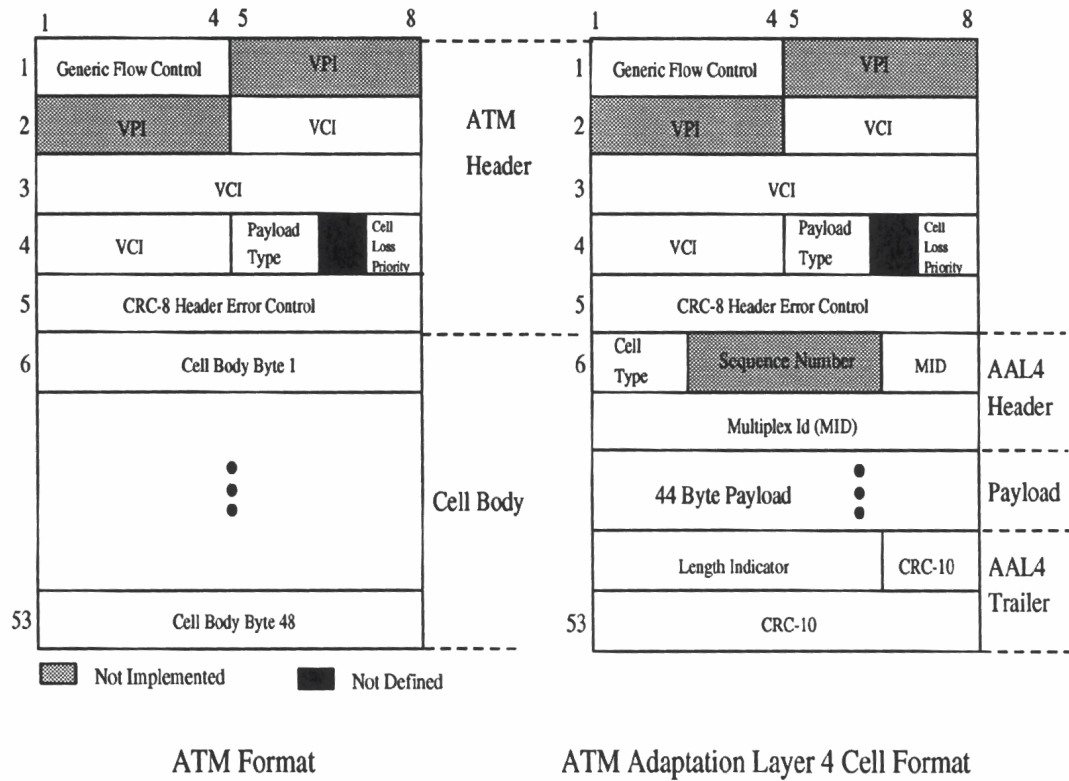 1 4 5 8
1 Generic Flow Control VPI
2 VPI VCI
3 VCI
4 VCI Payload Type Cell Loss Priority
5 CRC-8 Header Error Control
6 Cell Body Byte 1
53 Cell Body Byte 48
ATM Header
Cell Body
Not Implemented
Not Defined
ATM Format
1 4 5 8
1 Generic Flow Control VPI
2 VPI VCI
3 VCI
4 VCI Payload Type Cell Loss Priority
5 CRC-8 Header Error Control
6 Cell Type Sequence Number MID
Multiplex Id (MID)
44 Byte Payload
Length Indicator CRC-10
53 CRC-10
AAL4 Header
Payload
AAL4 Trailer
ATM Adaptation Layer 4 Cell Format